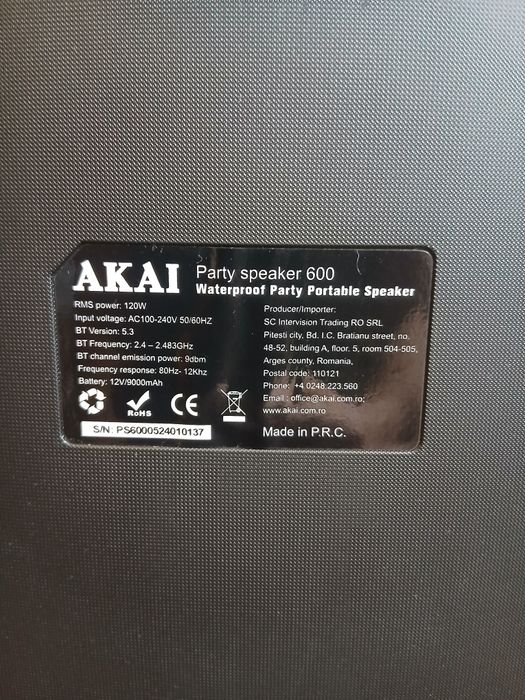 AKAI Party speaker 600
Waterproof Party Portable Speaker
RMS power: 120W
Input voltage: AC100-240V 50/60HZ
BT Version: 5.3
BT Frequency: 2.4 – 2.483GHz
BT channel emission power: 9dbm
Frequency response: 80Hz- 12Khz
Battery: 12V/9000mAh
RoHS
CE
S/N: PS6000524010137
Producer/Importer:
SC Intervision Trading RO SRL
Pitesti city, Bd. I.C. Bratianu street, no.
48-52, building A, floor. 5, room 504-505,
Arges county, Romania.
Postal code: 110121
Phone: +4 0248.223.560
Email : office@akai.com.ro;
www.akai.com.ro
Made in P.R.C.